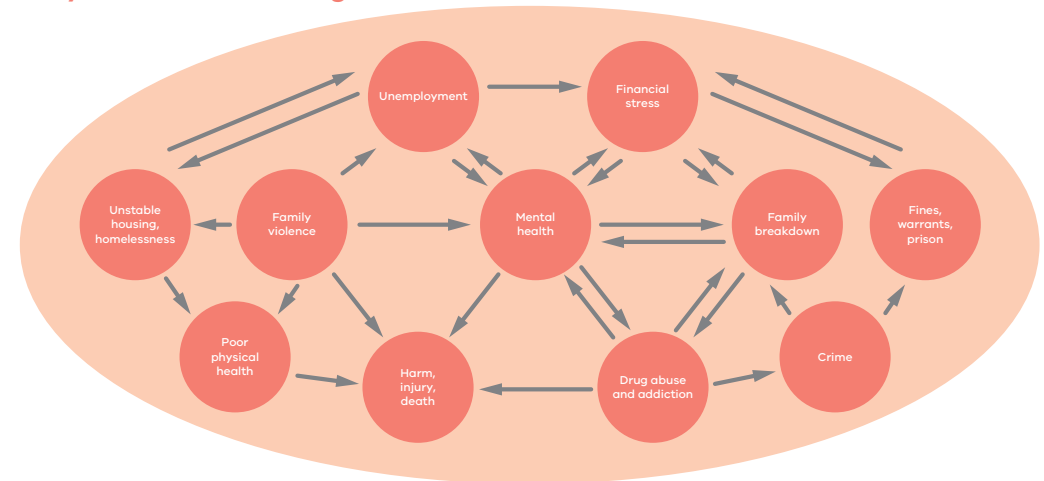 Unemployment
Financial
stress
Unstable
housing,
homelessness
Family
violence
Mental
health
Family
breakdown
Fines,
warrants,
prison
Poor
physical
health
Harm,
injury,
death
Drug abuse
and addiction
Crime